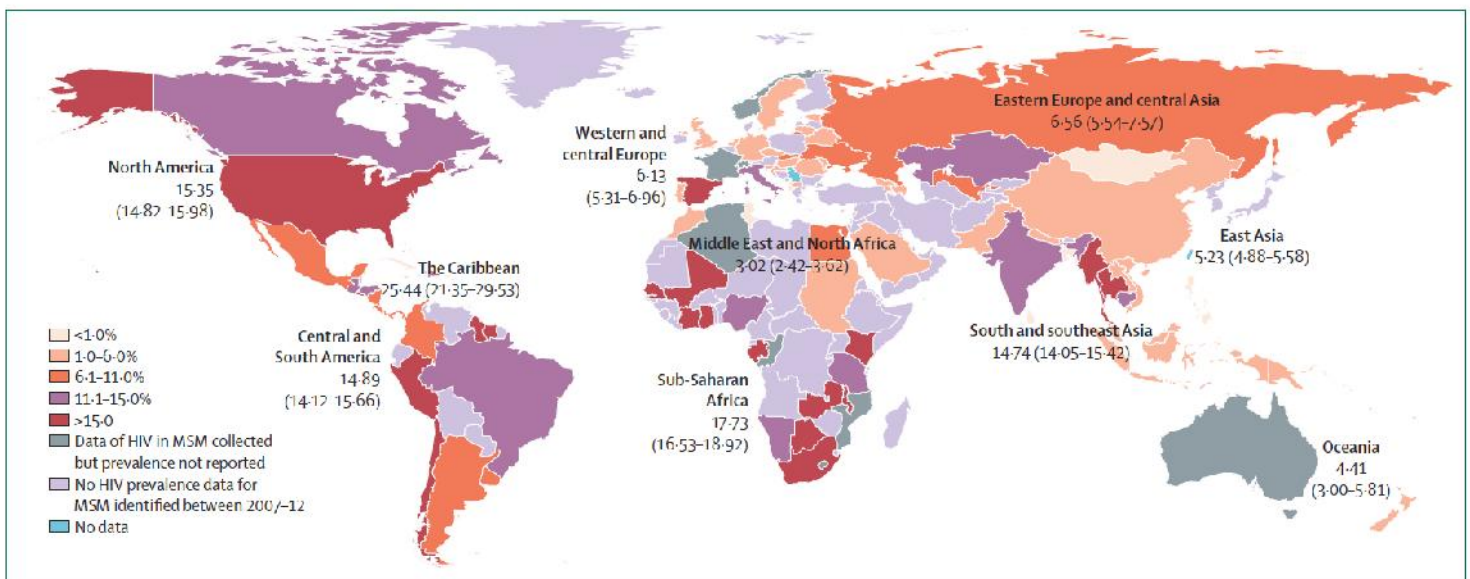 North America
15·35
(14·82–15·98)
The Caribbean
25·44 (21·35–29·53)
Central and
South America
14·89
(14·12–15·66)
Western and
central Europe
6·13
(5·31–6·96)
Eastern Europe and central Asia
6·56 (5·54–7·57)
Middle East and North Africa
3·02 (2·42–3·62)
East Asia
5·23 (4·88–5·58)
South and southeast Asia
14·74 (14·05–15·42)
Sub-Saharan
Africa
17·73
(16·53–18·92)
Oceania
4·41
(3·00–5·81)
<1·0%
1·0–6·0%
6·1–11·0%
11·1–15·0%
>15·0
Data of HIV in MSM collected
but prevalence not reported
No HIV prevalence data for
MSM identified between 2007–12
No data